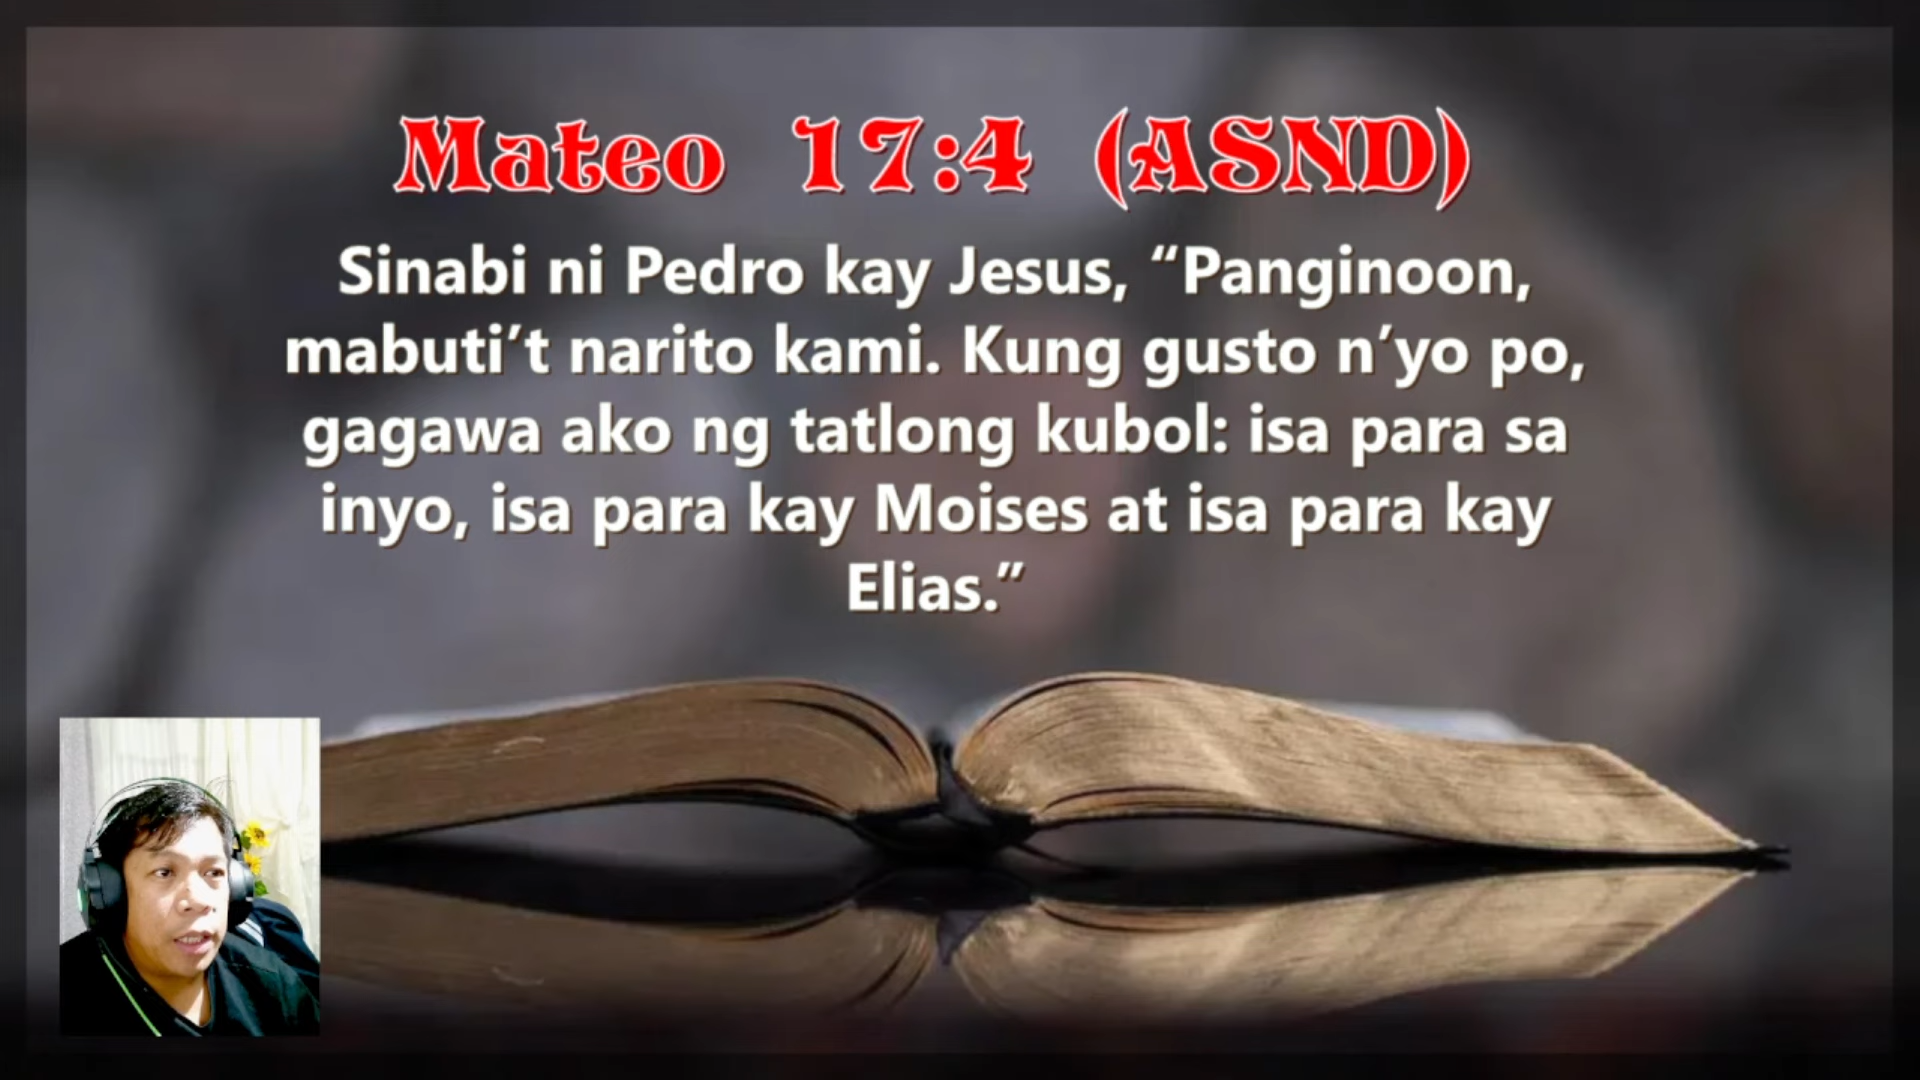 Mateo 17:4 (ASND)
Sinabi ni Pedro kay Jesus, “Panginoon,
mabuti’t narito kami. Kung gusto n’yo po,
gagawa ako ng tatlong kubol: isa para sa
inyo, isa para kay Moises at isa para kay
Elias.”